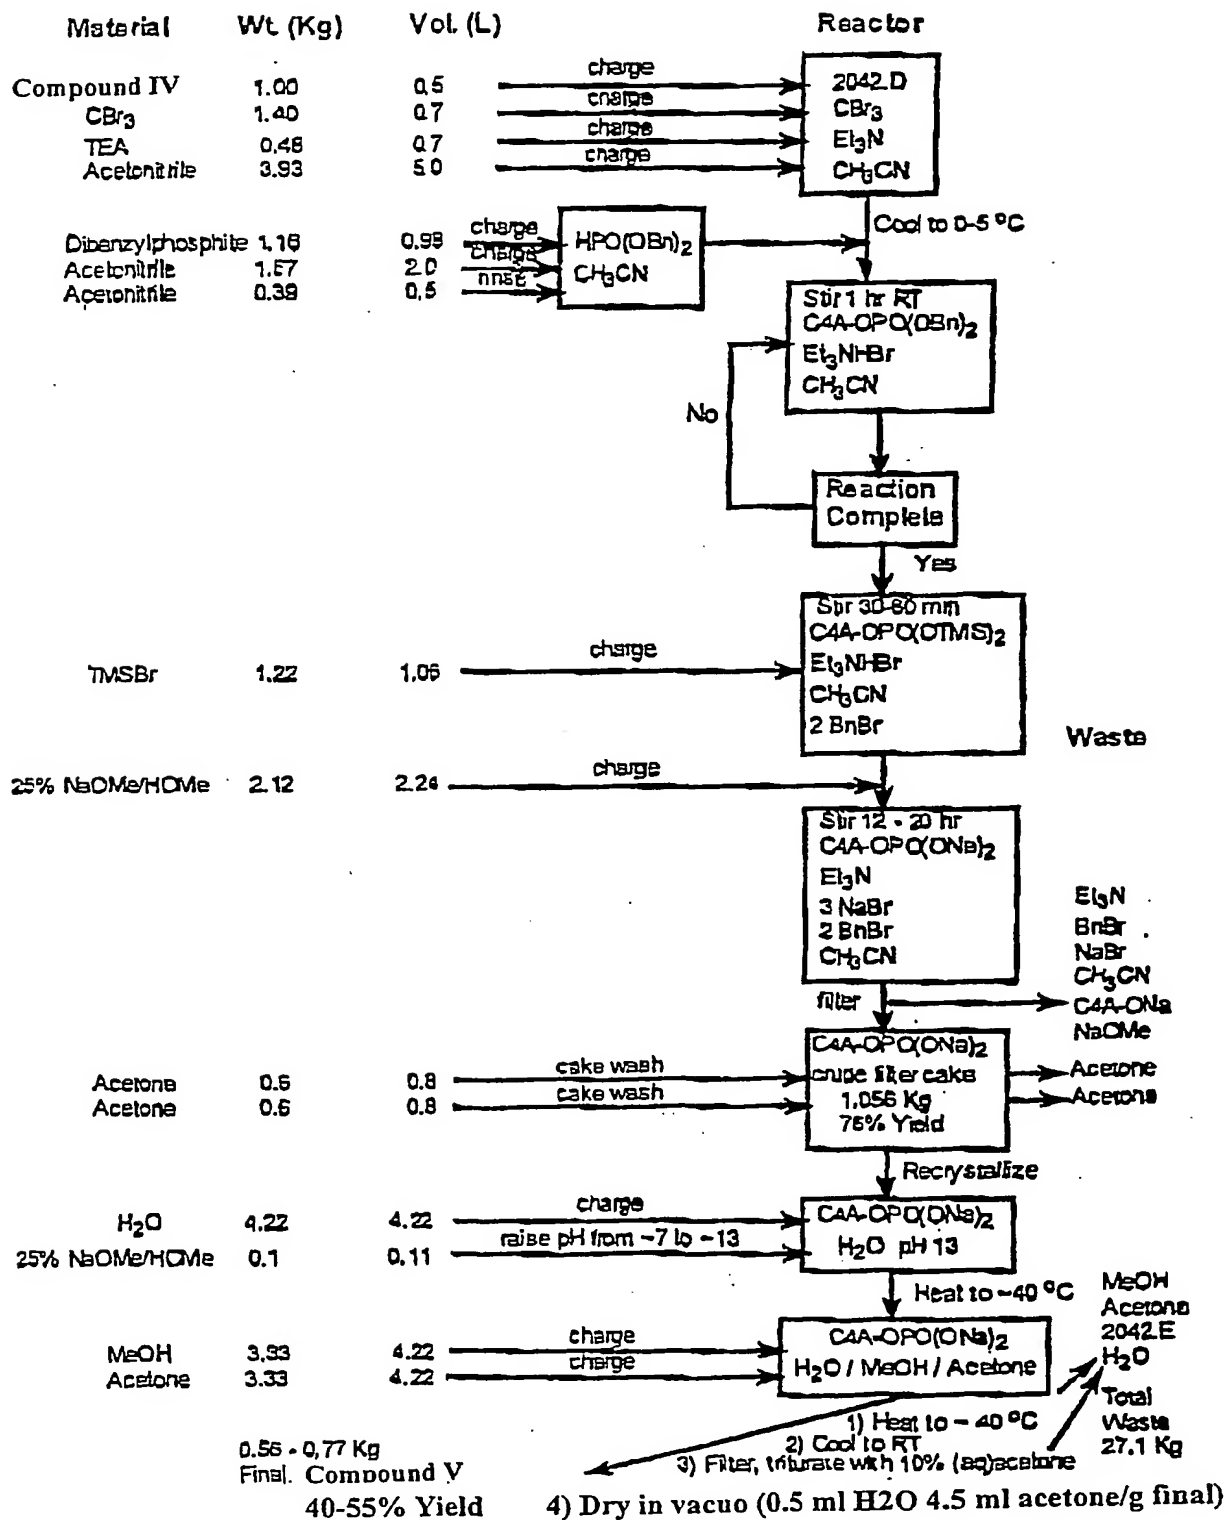 Material Wt. (Kg) Vol. (L) Reactor
Compound IV 1.00 0.5 charge
CBr3 1.40 0.7 charge
TEA 0.48 0.7 charge
Acetonitrile 3.93 5.0 charge
2042.D
CBr3
Et3N
CH3CN
Cool to 0-5 °C
Dibenzylphosphite 1.16 0.98 charge
Acetonitrile 1.57 2.0 charge
Acetonitrile 0.39 0.5 rinse
HPO(OBn)2
CH3CN
Stir 1 hr RT
C4A-OPO(OBn)2
Et3NHBr
CH3CN
No
Reaction
Complete
Yes
TMSBr 1.22 1.06 charge
Stir 30-60 min
C4A-OPO(OTMS)2
Et3NHBr
CH3CN
2 BnBr
Waste
25% NaOMe/HOMe 2.12 2.24 charge
Stir 12 - 20 hr
C4A-OPO(ONa)2
Et3N
3 NaBr
2 BnBr
CH3CN
filter
Et3N
BnBr
NaBr
CH3CN
C4A-ONa
NaOMe
Acetone 0.6 0.8 cake wash
Acetone 0.6 0.8 cake wash
C4A-OPO(ONa)2
crude filter cake
1.056 Kg
76% Yield
Acetone
Acetone
Recrystallize
H2O 4.22 4.22 charge
25% NaOMe/HOMe 0.1 0.11 raise pH from ~7 to ~13
C4A-OPO(ONa)2
H2O pH 13
Heat to ~40 °C
MeOH 3.33 4.22 charge
Acetone 3.33 4.22 charge
C4A-OPO(ONa)2
H2O / MeOH / Acetone
MeOH
Acetone
2042.E
H2O
Total
Waste
27.1 Kg
1) Heat to ~ 40 °C
2) Cool to RT
3) Filter, triturate with 10% (aq)acetone
0.56 - 0,77 Kg
Final. Compound V
40-55% Yield
4) Dry in vacuo (0.5 ml H2O 4.5 ml acetone/g final)